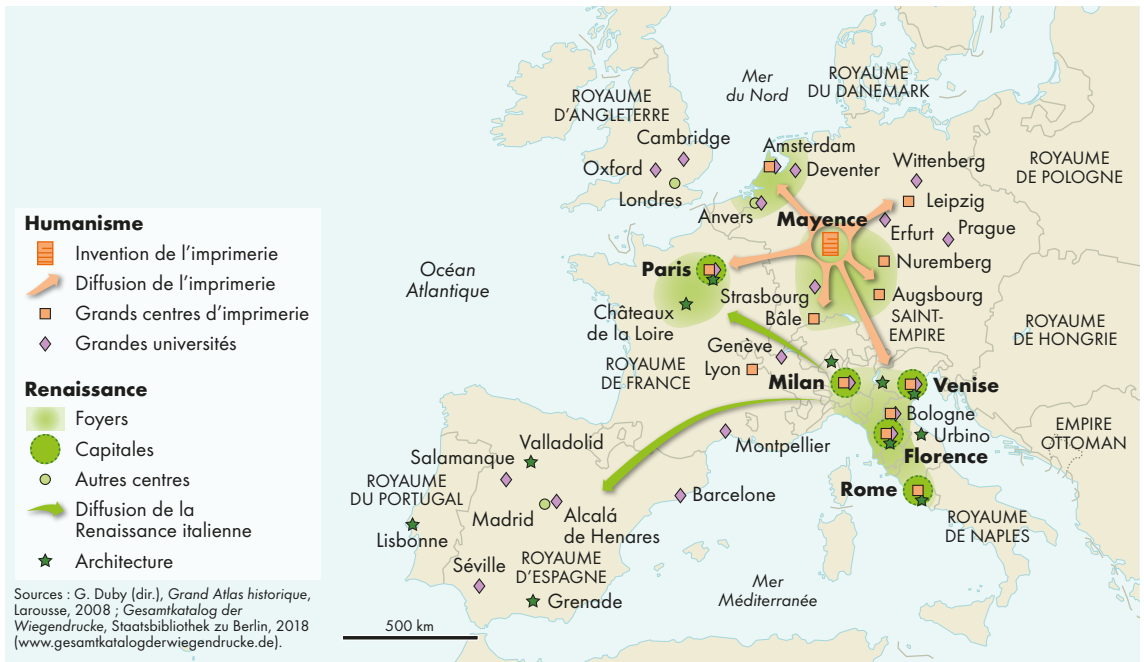 Mer
du Nord
ROYAUME
DU DANEMARK
ROYAUME
D'ANGLETERRE
Cambridge
Oxford
Londres
Amsterdam
Deventer
Anvers
Wittenberg
ROYAUME
DE POLOGNE
Leipzig
Mayence
Erfurt
Prague
Nuremberg
Augsbourg
SAINT-
EMPIRE
Paris
Strasbourg
Bâle
Châteaux
de la Loire
Océan
Atlantique
Genève
Lyon
ROYAUME
DE FRANCE
Milan
Venise
ROYAUME
DE HONGRIE
Bologne
Urbino
Florence
EMPIRE
OTTOMAN
Montpellier
Rome
ROYAUME
DE NAPLES
Valladolid
Salamanque
ROYAUME
DU PORTUGAL
Madrid
Alcalá
de Henares
Barcelone
Lisbonne
Séville
ROYAUME
D'ESPAGNE
Grenade
Mer
Méditerranée
500 km
Humanisme
Invention de l'imprimerie
Diffusion de l'imprimerie
Grands centres d'imprimerie
Grandes universités
Renaissance
Foyers
Capitales
Autres centres
Diffusion de la
Renaissance italienne
Architecture
Sources : G. Duby (dir.), Grand Atlas historique,
Larousse, 2008 ; Gesamtkatalog der
Wiegendrucke, Staatsbibliothek zu Berlin, 2018
(www.gesamtkatalogderwiegendrucke.de).